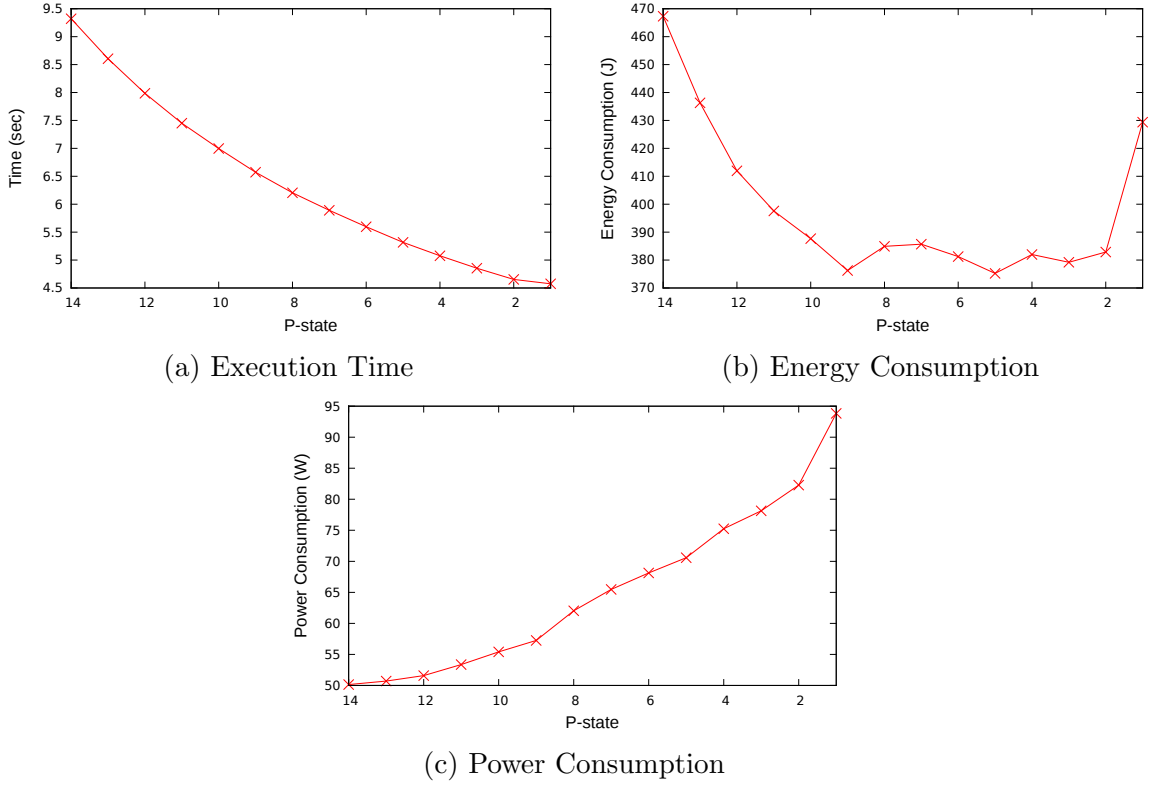 9.5
9
8.5
8
7.5
7
6.5
6
5.5
5
4.5
14 12 10 8 6 4 2
Time (sec)
P-state
(a) Execution Time
470
460
450
440
430
420
410
400
390
380
370
14 12 10 8 6 4 2
Energy Consumption (J)
P-state
(b) Energy Consumption
95
90
85
80
75
70
65
60
55
50
14 12 10 8 6 4 2
Power Consumption (W)
P-state
(c) Power Consumption